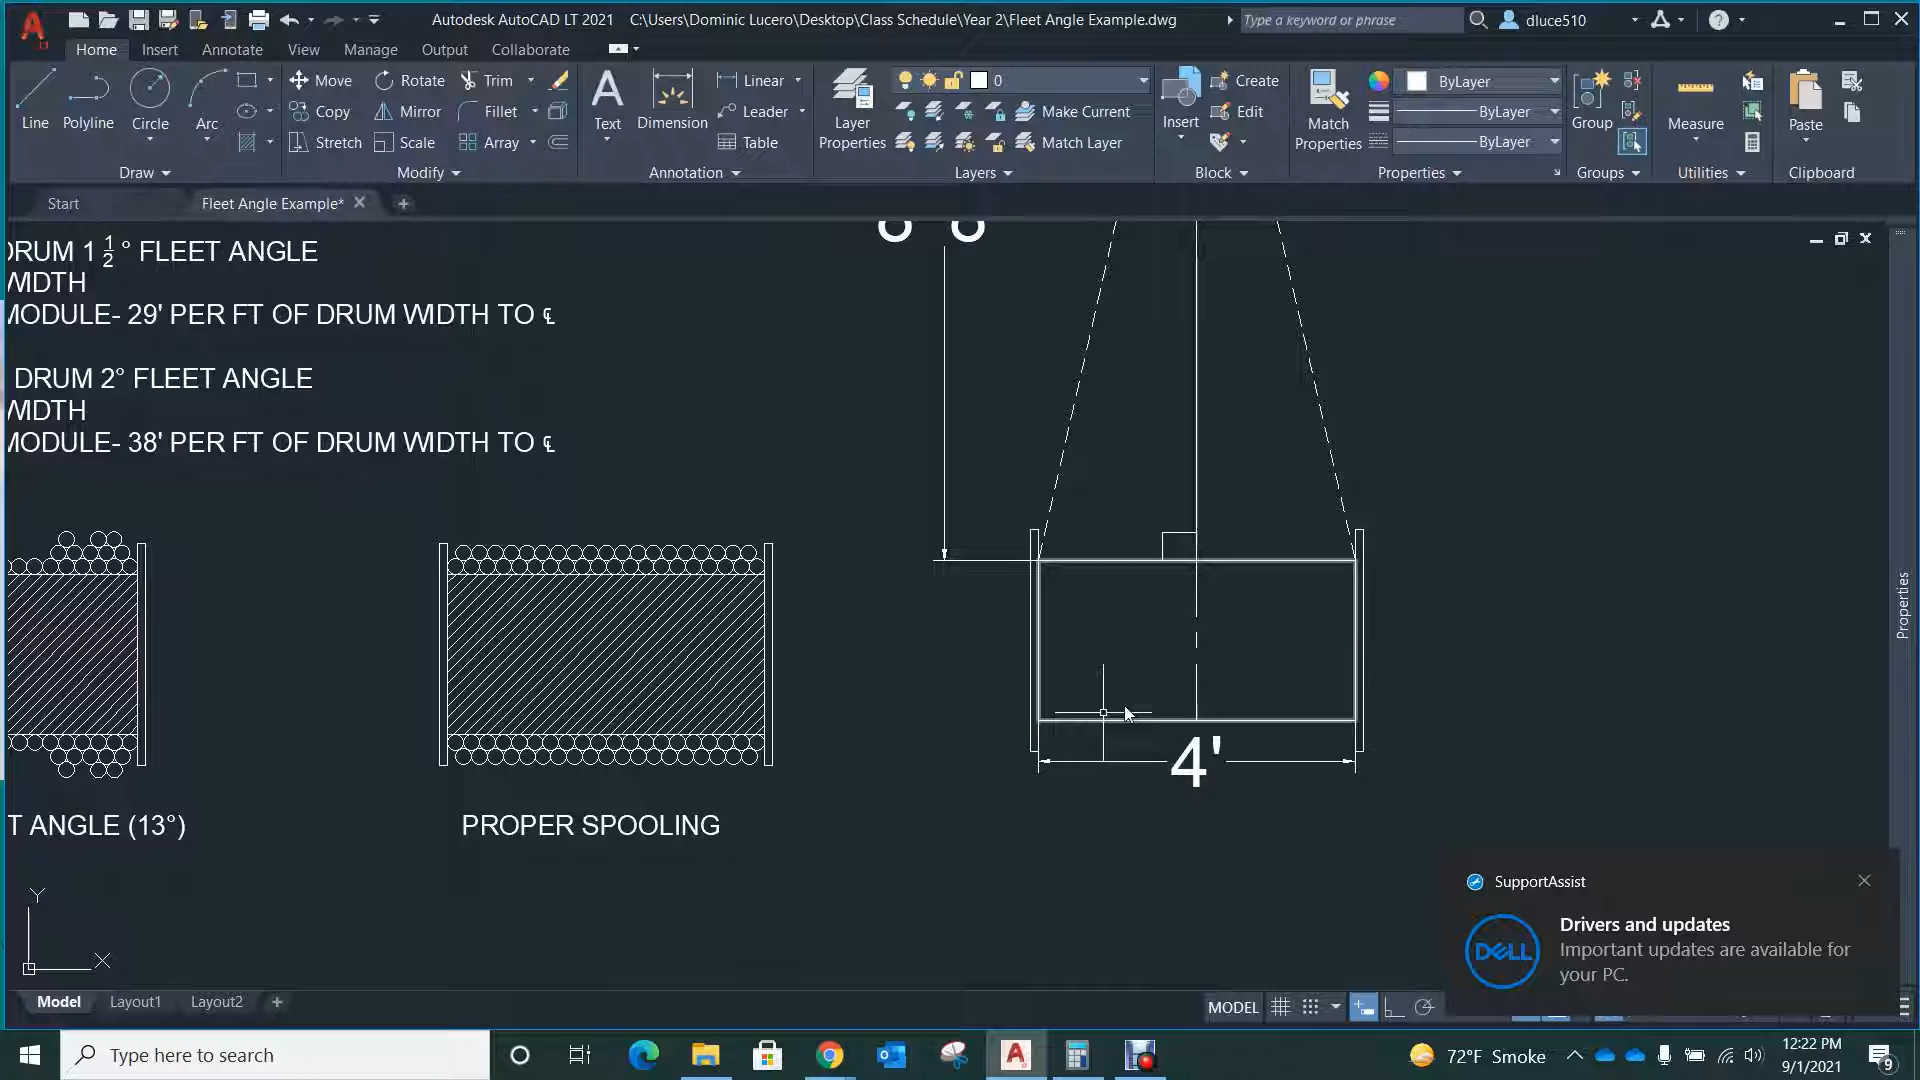 Autodesk AutoCAD LT 2021 C:\Users\Dominic Lucero\Desktop\Class Schedule\Year 2\Fleet Angle Example.dwg
Type a keyword or phrase
dluce510
Home Insert Annotate View Manage Output Collaborate
Line Polyline Circle Arc
Move Rotate Trim
Copy Mirror Fillet
Stretch Scale Array
Text Dimension
Linear
Leader
Table
Layer Properties
0
Make Current
Match Layer
Insert
Create
Edit
Match Properties
ByLayer
ByLayer
ByLayer
Group
Measure
Paste
Draw Modify Annotation Layers Block Properties Groups Utilities Clipboard
Start Fleet Angle Example*
DRUM 1 1/2° FLEET ANGLE
WIDTH
MODULE- 29' PER FT OF DRUM WIDTH TO ℄
DRUM 2° FLEET ANGLE
WIDTH
MODULE- 38' PER FT OF DRUM WIDTH TO ℄
4'
T ANGLE (13°)
PROPER SPOOLING
Properties
Y
X
SupportAssist
DELL
Drivers and updates
Important updates are available for
your PC.
Model Layout1 Layout2
MODEL
Type here to search
72°F Smoke
12:22 PM
9/1/2021
9